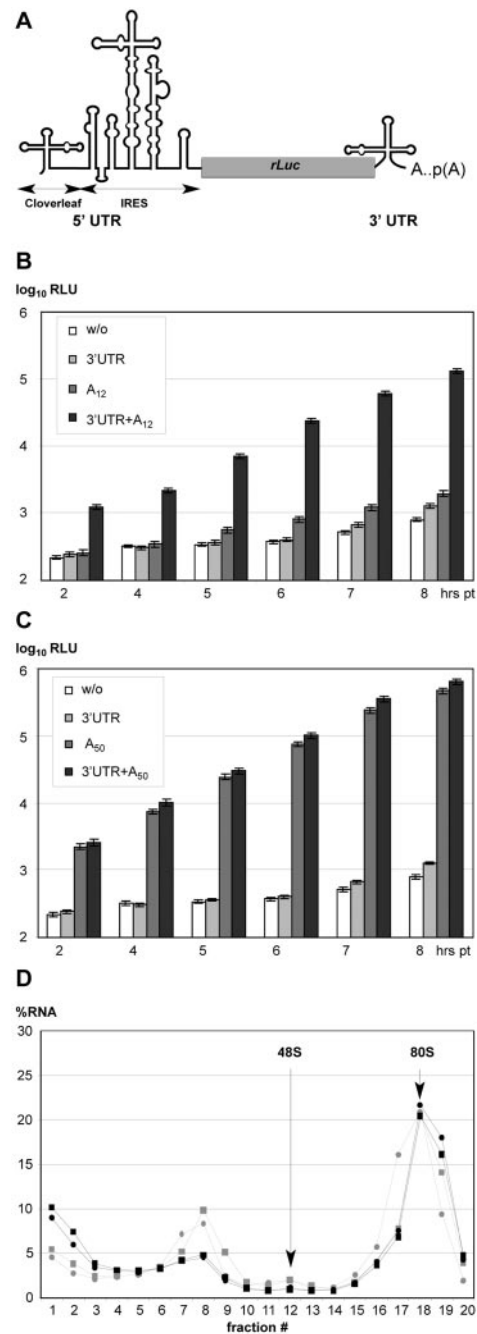 A
rLuc
A..p(A)
Cloverleaf
IRES
5' UTR
3' UTR
B
log10 RLU
6
w/o
3'UTR
A12
3'UTR+A12
5
4
3
2
2 4 5 6 7 8 hrs pt
C
log10 RLU
6
w/o
3'UTR
A50
3'UTR+A50
5
4
3
2
2 4 5 6 7 8 hrs pt
D
%RNA
30
48S 80S
25
20
15
10
5
0
1 2 3 4 5 6 7 8 9 10 11 12 13 14 15 16 17 18 19 20
fraction #